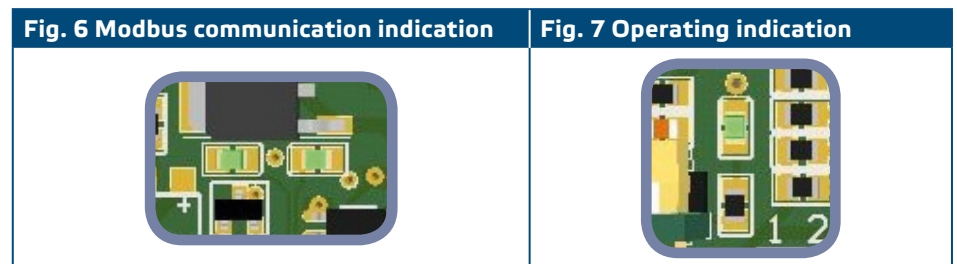 Fig. 6 Modbus communication indication
Fig. 7 Operating indication
+
1 2